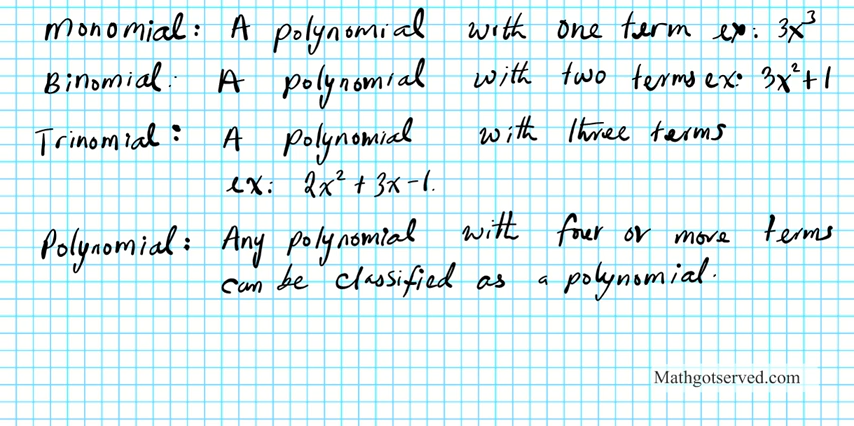 Monomial: A polynomial with one term ex: 3x³
Binomial: A polynomial with two terms ex: 3x² + 1
Trinomial: A polynomial with three terms
ex: 2x² + 3x - 1.
Polynomial: Any polynomial with four or more terms
can be classified as a polynomial.
Mathgotserved.com